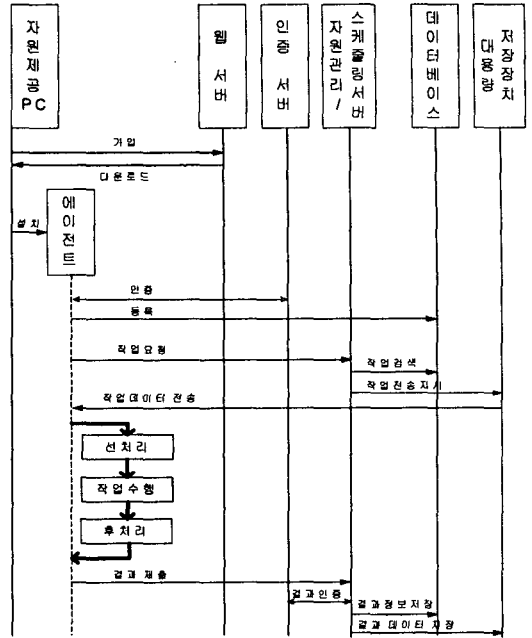 자원제공 PC
웹 서버
인증 서버
자원관리/
스케줄링서버
데이터베이스
대용량
저장장치
가입
다운로드
설치
에이전트
인증
등록
작업요청
작업검색
작업전송지시
작업데이터 전송
선처리
작업수행
후처리
결과 제출
결과인증
결과정보저장
결과 데이터 저장